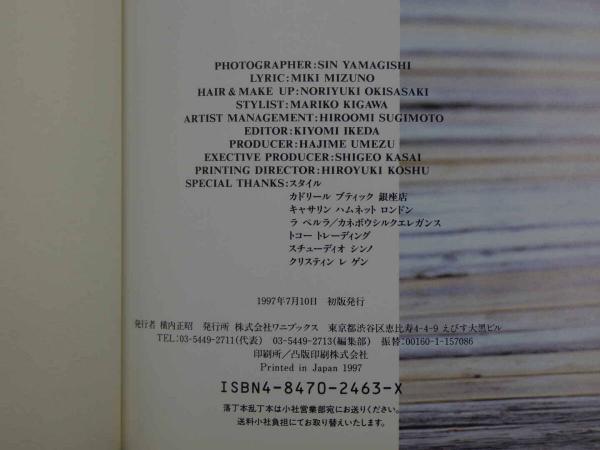 PHOTOGRAPHER:SIN YAMAGISHI
LYRIC:MIKI MIZUNO
HAIR & MAKE UP:NORIYUKI OKISASAKI
STYLIST:MARIKO KIGAWA
ARTIST MANAGEMENT:HIROOMI SUGIMOTO
EDITOR:KIYOMI IKEDA
PRODUCER:HAJIME UMEZU
EXECTIVE PRODUCER:SHIGEO KASAI
PRINTING DIRECTOR:HIROYUKI KOSHU
SPECIAL THANKS:スタイル
カドリール ブティック 銀座店
キャサリン ハムネット ロンドン
ラ ペルラ/カネボウシルクエレガンス
トコー トレーディング
スチューディオ シンノ
クリスティン レ ゲン
1997年7月10日 初版発行
発行者 横内正昭 発行所 株式会社ワニブックス 東京都渋谷区恵比寿4-4-9 えびす大黒ビル
TEL:03-5449-2711(代表) 03-5449-2713(編集部) 振替:00160-1-157086
印刷所/凸版印刷株式会社
Printed in Japan 1997
ISBN4-8470-2463-X
落丁本乱丁本は小社営業部宛にお送りください。
送料小社負担にてお取り替えいたします。